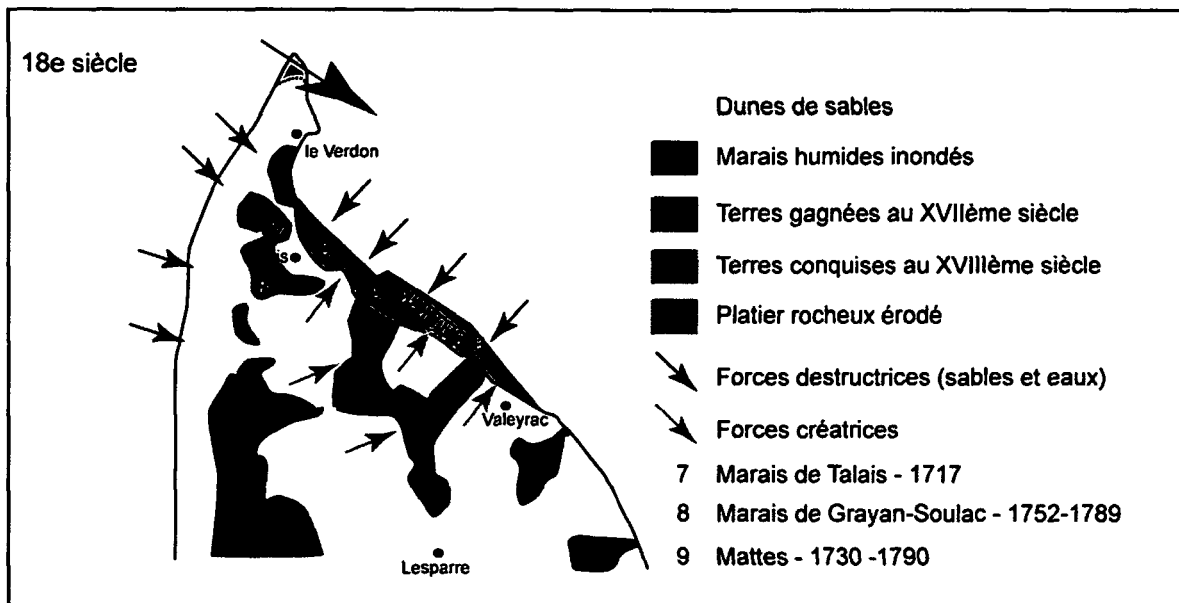 18e siècle
le Verdon
Valeyrac
Lesparre
Dunes de sables
Marais humides inondés
Terres gagnées au XVIIème siècle
Terres conquises au XVIIIème siècle
Platier rocheux érodé
Forces destructrices (sables et eaux)
Forces créatrices
7 Marais de Talais - 1717
8 Marais de Grayan-Soulac - 1752-1789
9 Mattes - 1730 -1790